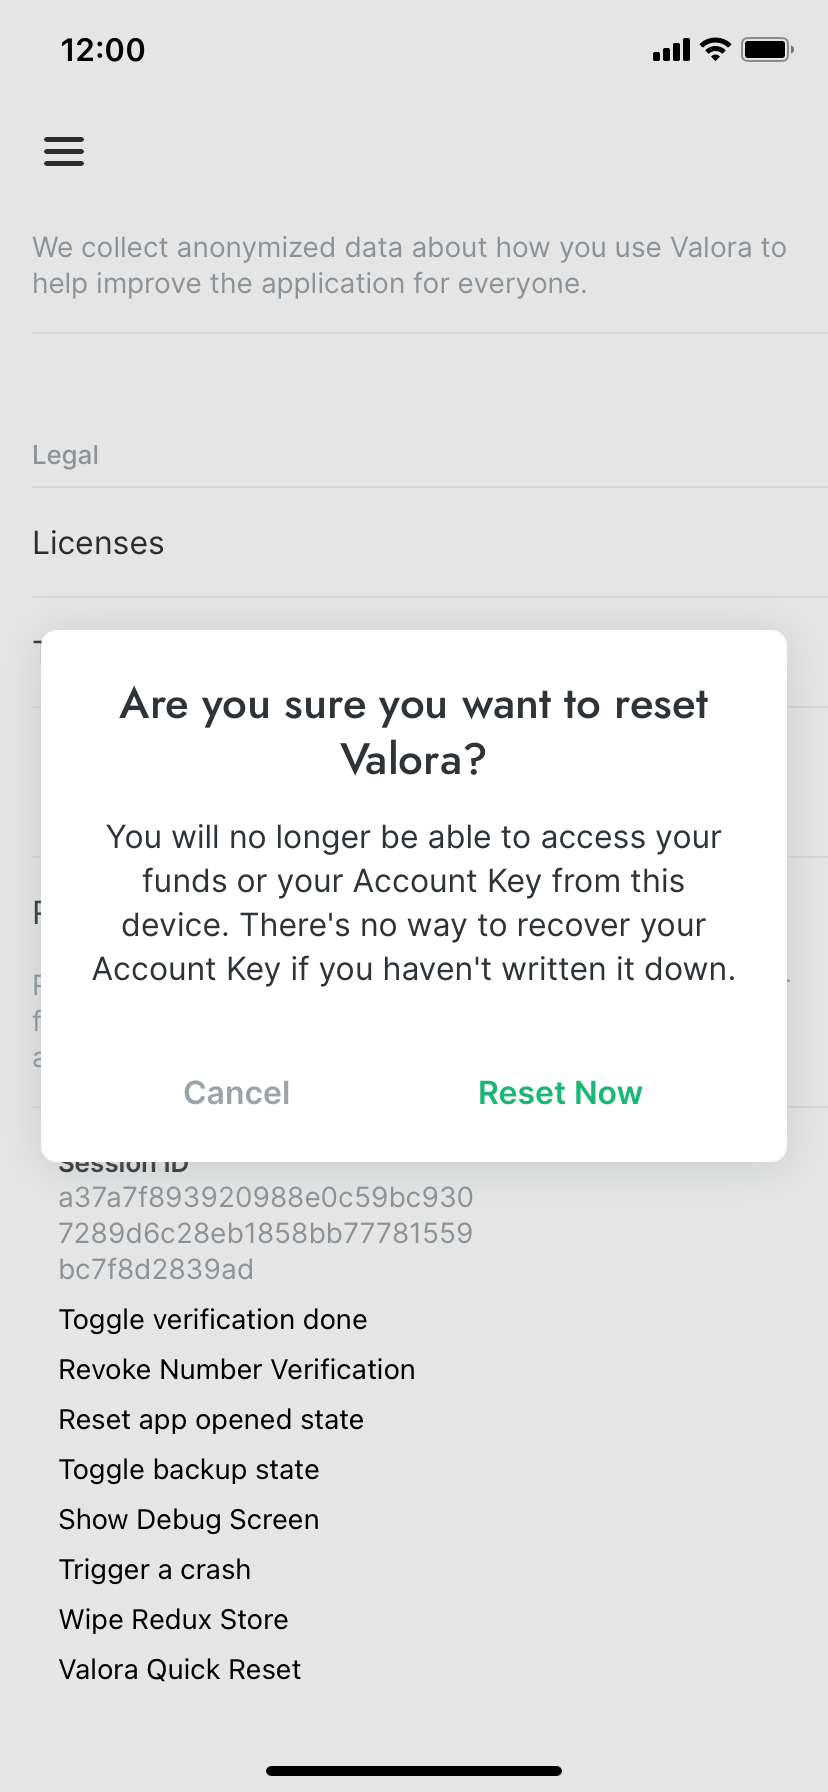 12:00
We collect anonymized data about how you use Valora to
help improve the application for everyone.
Legal
Licenses
Are you sure you want to reset
Valora?
You will no longer be able to access your
funds or your Account Key from this
device. There's no way to recover your
Account Key if you haven't written it down.
Cancel Reset Now
Session ID
a37a7f893920988e0c59bc930
7289d6c28eb1858bb77781559
bc7f8d2839ad
Toggle verification done
Revoke Number Verification
Reset app opened state
Toggle backup state
Show Debug Screen
Trigger a crash
Wipe Redux Store
Valora Quick Reset